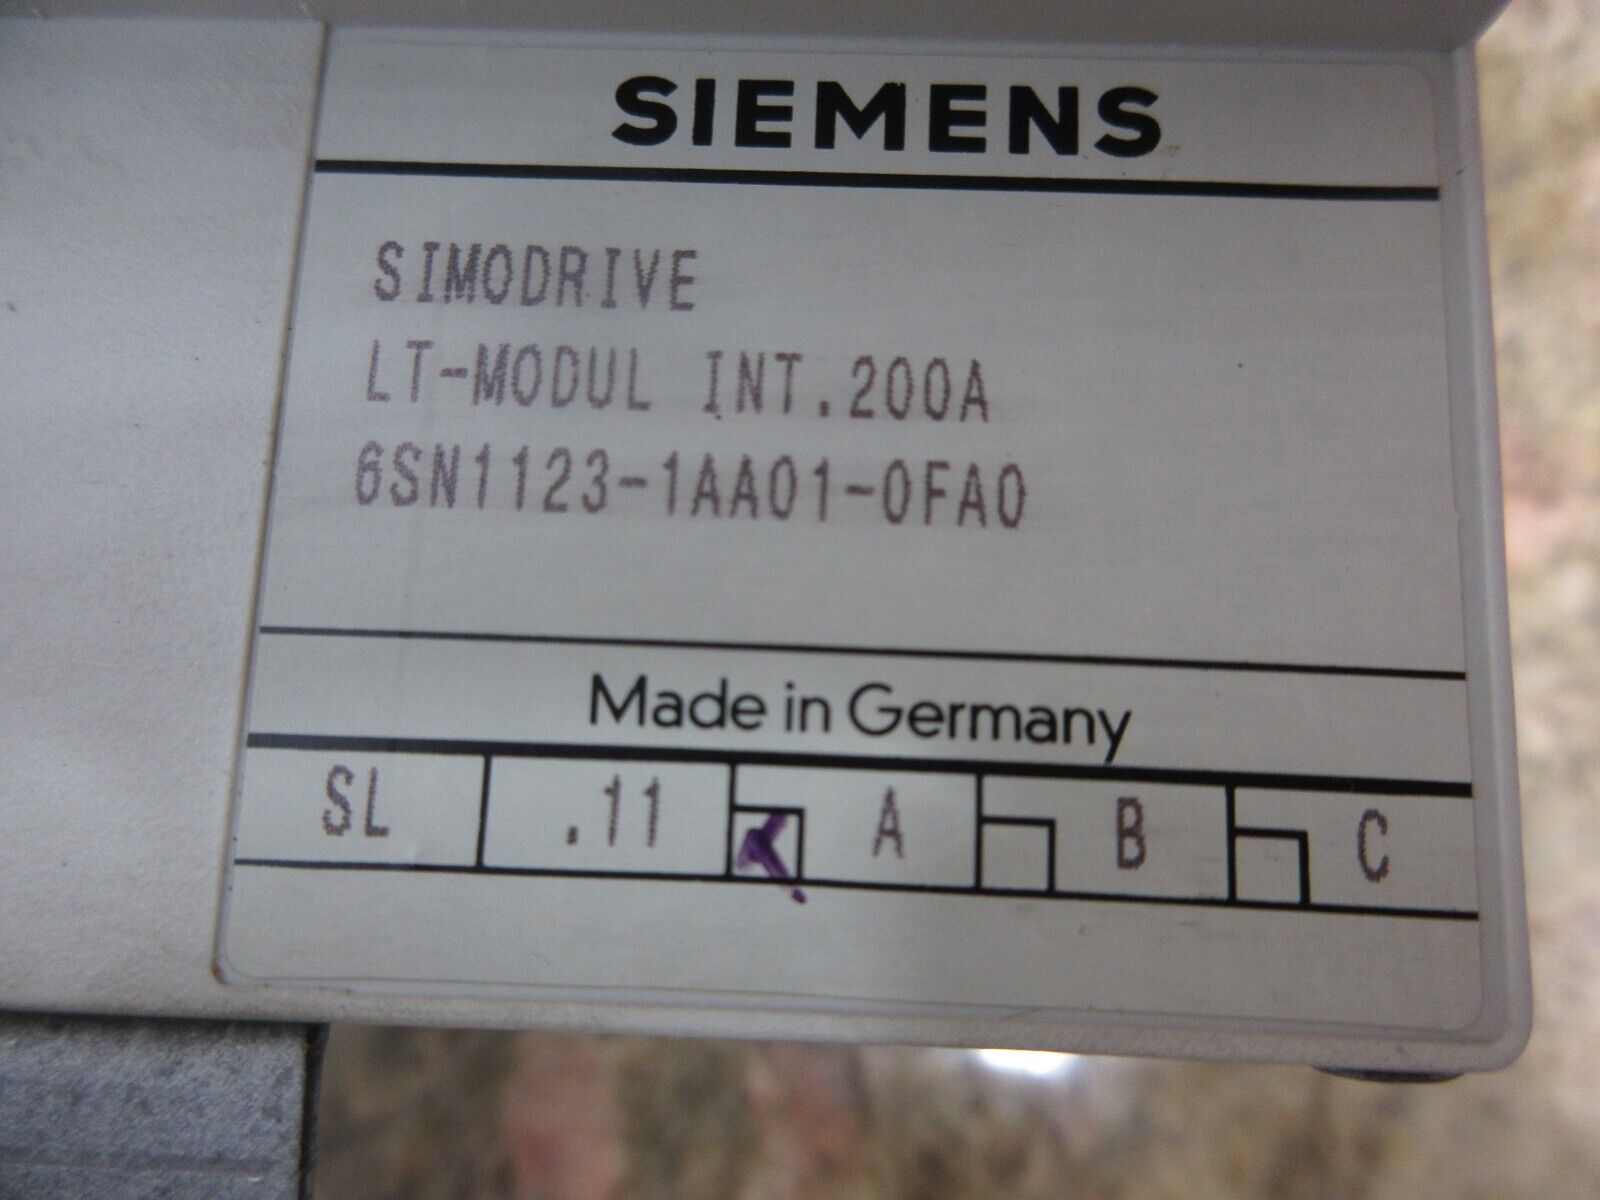 SIEMENS
SIMODRIVE
LT-MODUL INT.200A
6SN1123-1AA01-0FA0
Made in Germany
SL .11 A B C